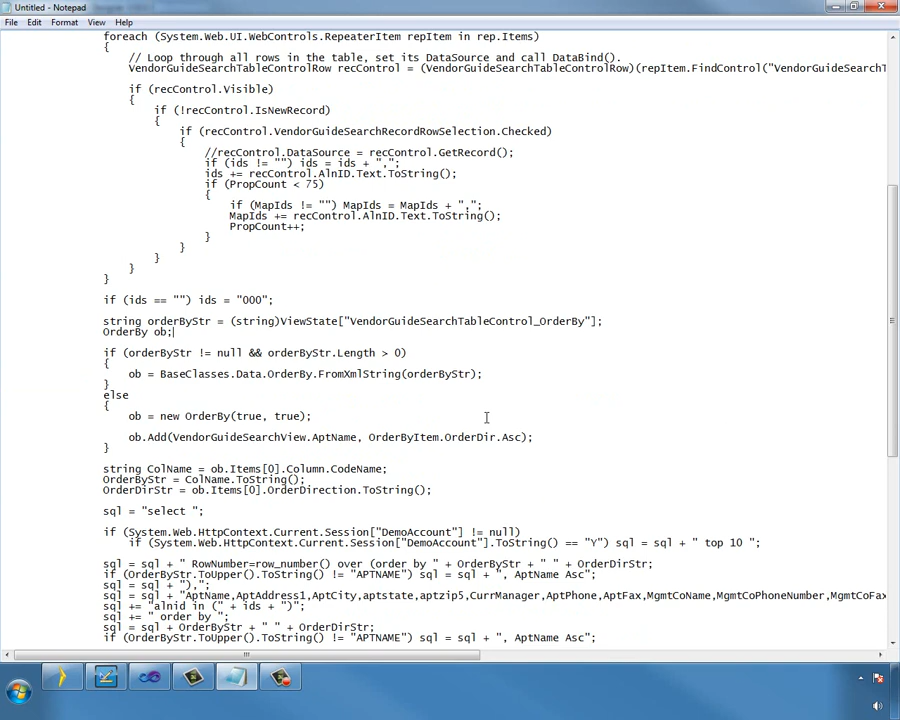 Untitled - Notepad
File Edit Format View Help
foreach (System.Web.UI.WebControls.RepeaterItem repItem in rep.Items)
{
// Loop through all rows in the table, set its DataSource and call DataBind().
VendorGuideSearchTableControlRow recControl = (VendorGuideSearchTableControlRow)(repItem.FindControl("VendorGuideSearchT
if (recControl.Visible)
{
if (!recControl.IsNewRecord)
{
if (recControl.VendorGuideSearchRecordRowSelection.Checked)
{
//recControl.DataSource = recControl.GetRecord();
if (ids != "") ids = ids + ",";
ids += recControl.AlnID.Text.ToString();
if (PropCount < 75)
{
if (MapIds != "") MapIds = MapIds + ",";
MapIds += recControl.AlnID.Text.ToString();
PropCount++;
}
}
}
}
}
if (ids == "") ids = "000";
string orderByStr = (string)ViewState["VendorGuideSearchTableControl_OrderBy"];
OrderBy ob;
if (orderByStr != null && orderByStr.Length > 0)
{
ob = BaseClasses.Data.OrderBy.FromXmlString(orderByStr);
}
else
{
ob = new OrderBy(true, true);
ob.Add(VendorGuideSearchView.AptName, OrderByItem.OrderDir.Asc);
}
string ColName = ob.Items[0].Column.CodeName;
OrderByStr = ColName.ToString();
OrderDirStr = ob.Items[0].OrderDirection.ToString();
sql = "select ";
if (System.Web.HttpContext.Current.Session["DemoAccount"] != null)
if (System.Web.HttpContext.Current.Session["DemoAccount"].ToString() == "Y") sql = sql + " top 10 ";
sql = sql + " RowNumber=row_number() over (order by " + OrderByStr + " " + OrderDirStr;
if (OrderByStr.ToUpper().ToString() != "APTNAME") sql = sql + ", AptName Asc";
sql = sql + "),";
sql = sql + "AptName,AptAddress1,AptCity,aptstate,aptzip5,CurrManager,AptPhone,AptFax,MgmtCoName,MgmtCoPhoneNumber,MgmtCoFax
sql += "alnid in (" + ids + ")";
sql += " order by ";
sql = sql + OrderByStr + " " + OrderDirStr;
if (OrderByStr.ToUpper().ToString() != "APTNAME") sql = sql + ", AptName Asc";